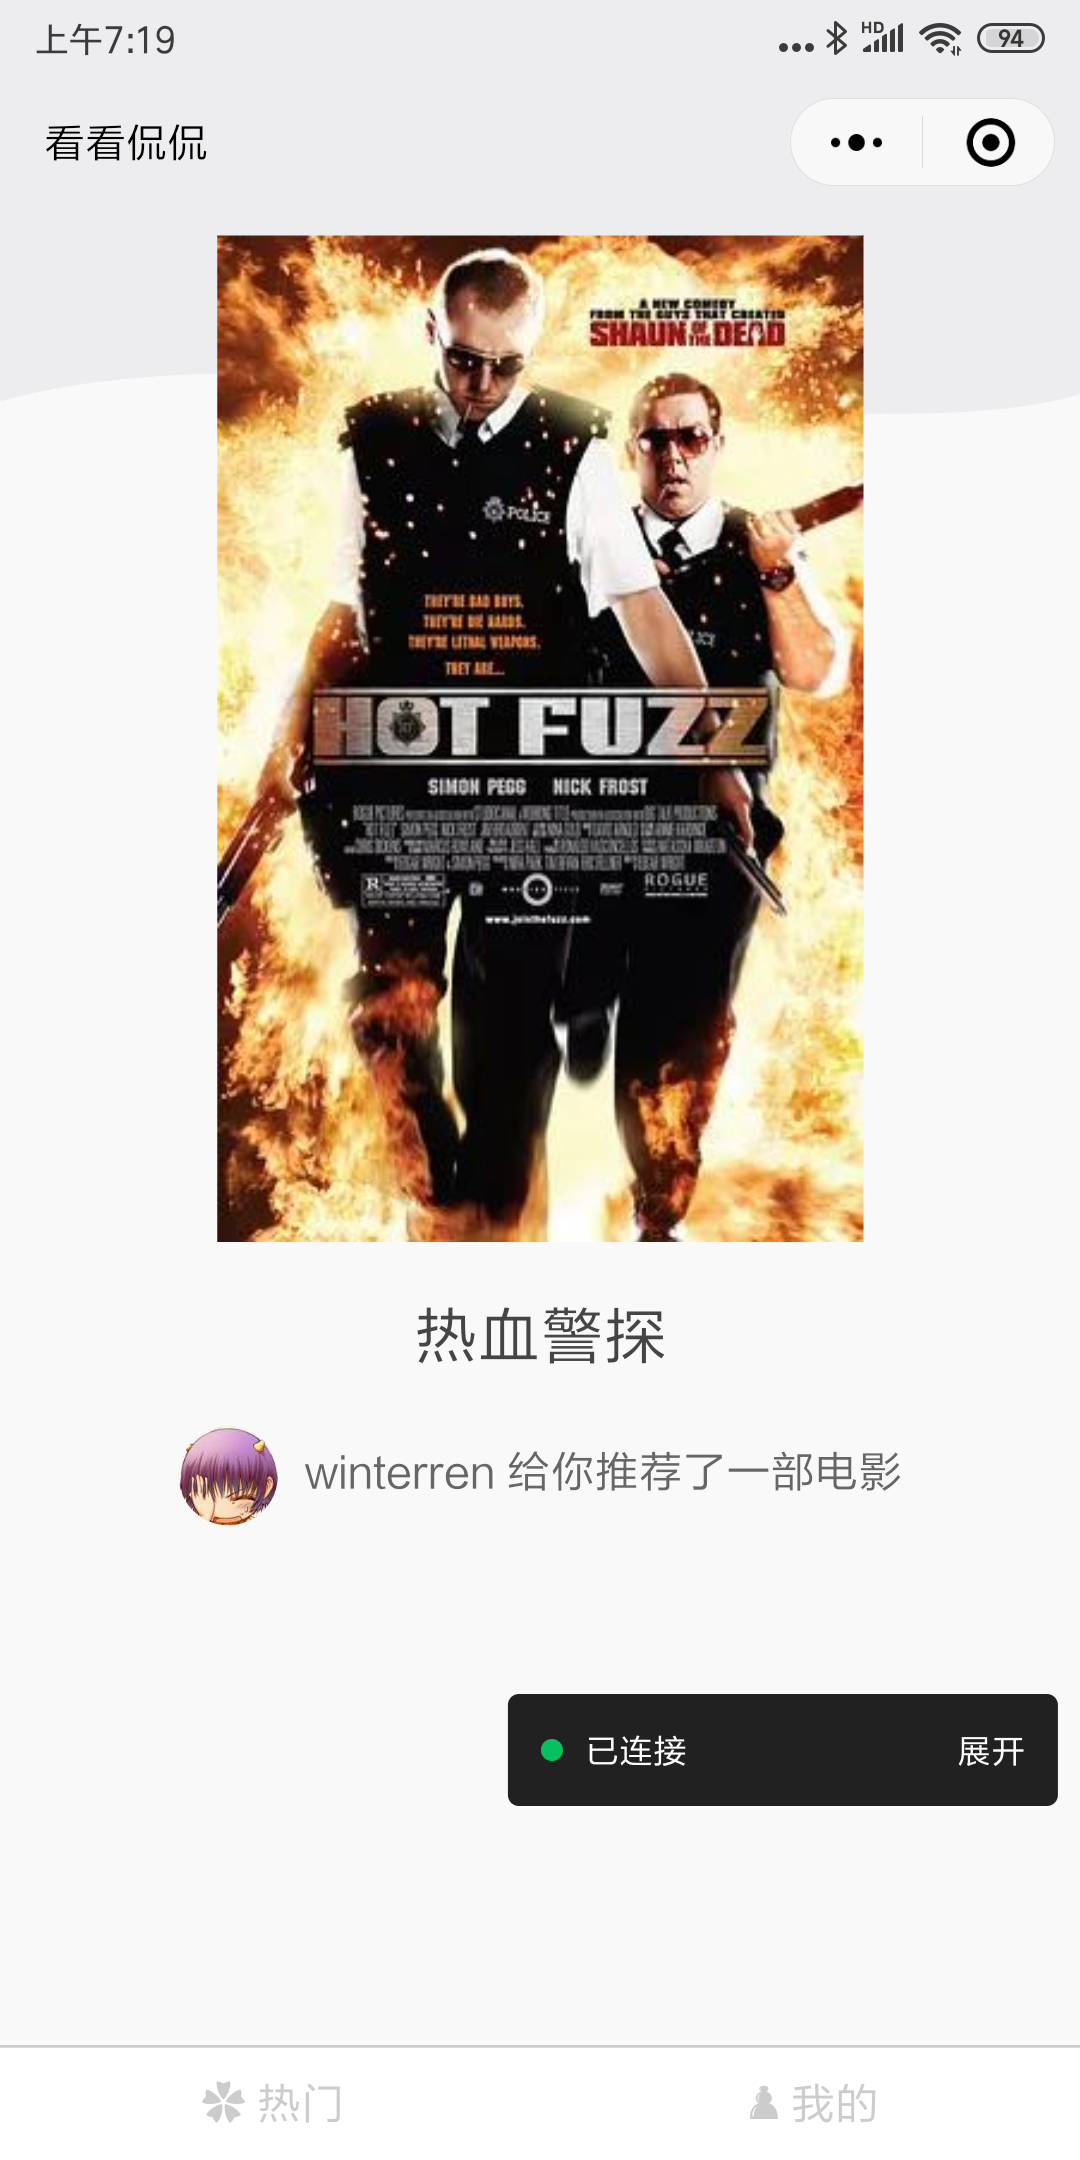 上午7:19
HD
94
看看侃侃
A NEW COMEDY
FROM THE GUYS THAT CREATED
SHAUN OF THE DEAD
POLICE
THEY'RE BAD BOYS.
THEY'RE DIE HARDS.
THEY'RE LETHAL WEAPONS.
THEY ARE...
HOT FUZZ
SIMON PEGG NICK FROST
R
ROGUE
www.jointhefuzz.com
热血警探
winterren 给你推荐了一部电影
已连接 展开
热门 我的